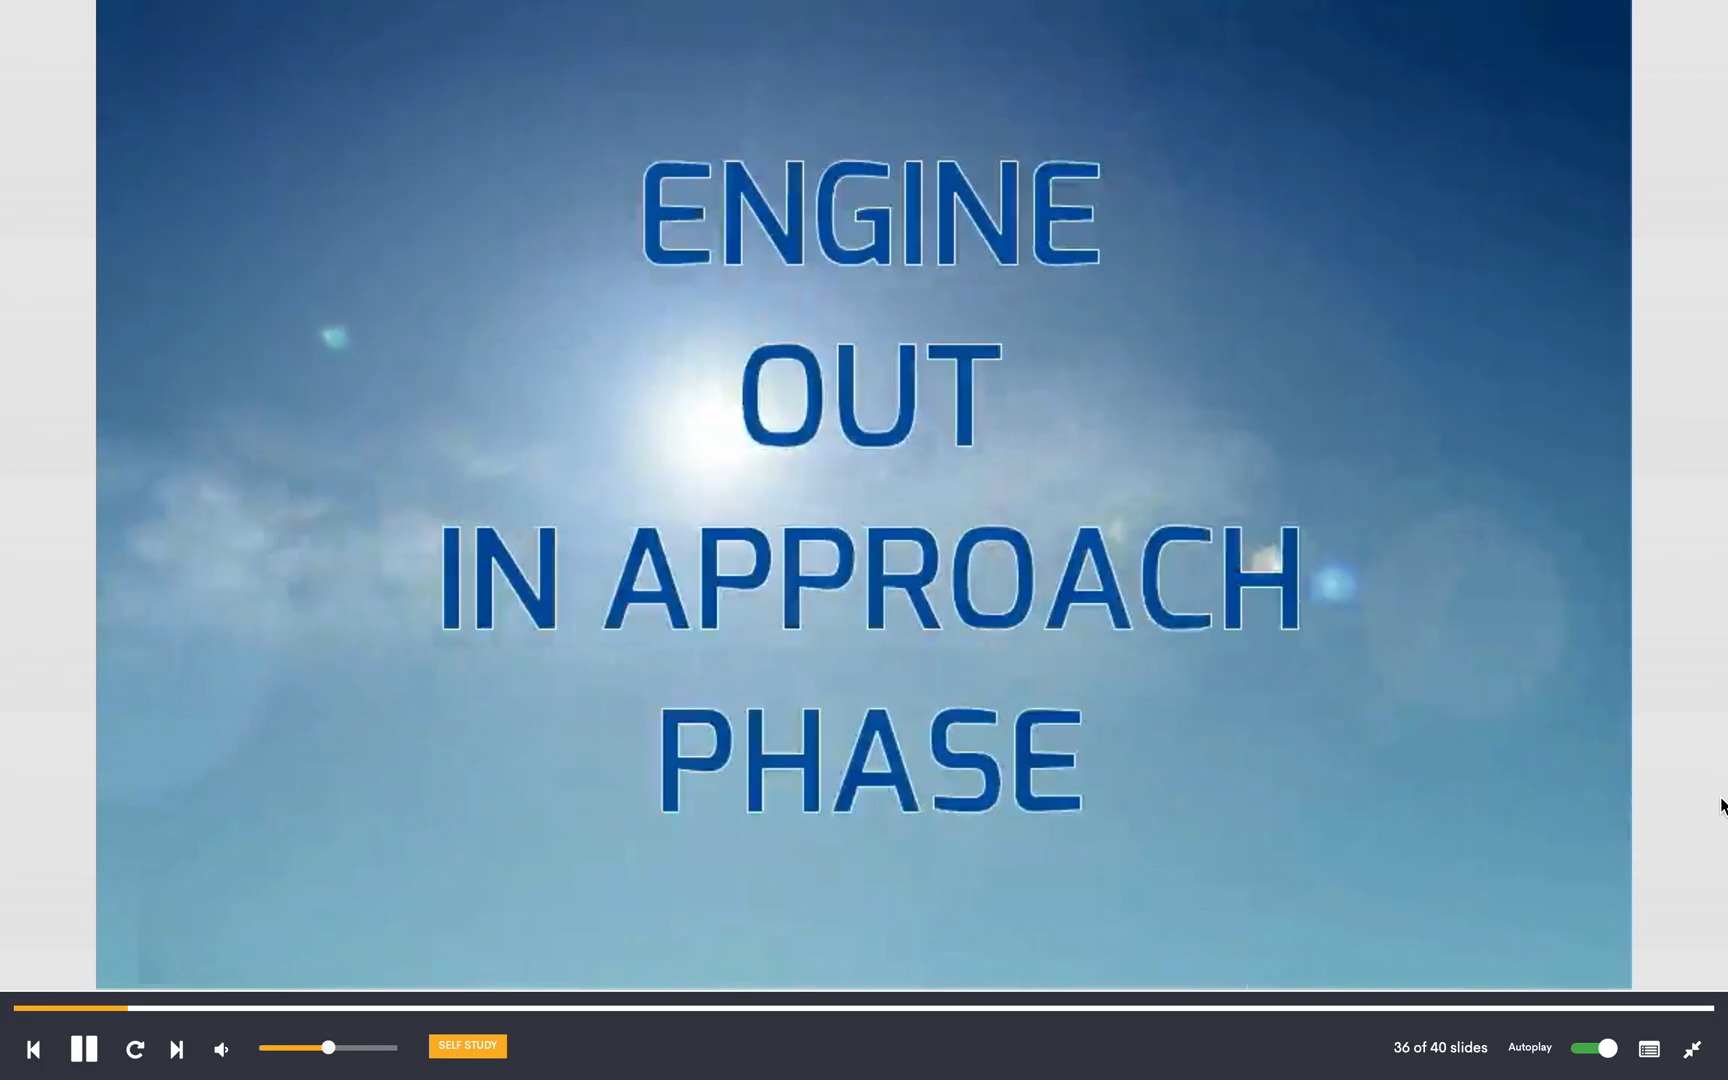 ENGINE
OUT
IN APPROACH
PHASE
SELF STUDY
36 of 40 slides
Autoplay